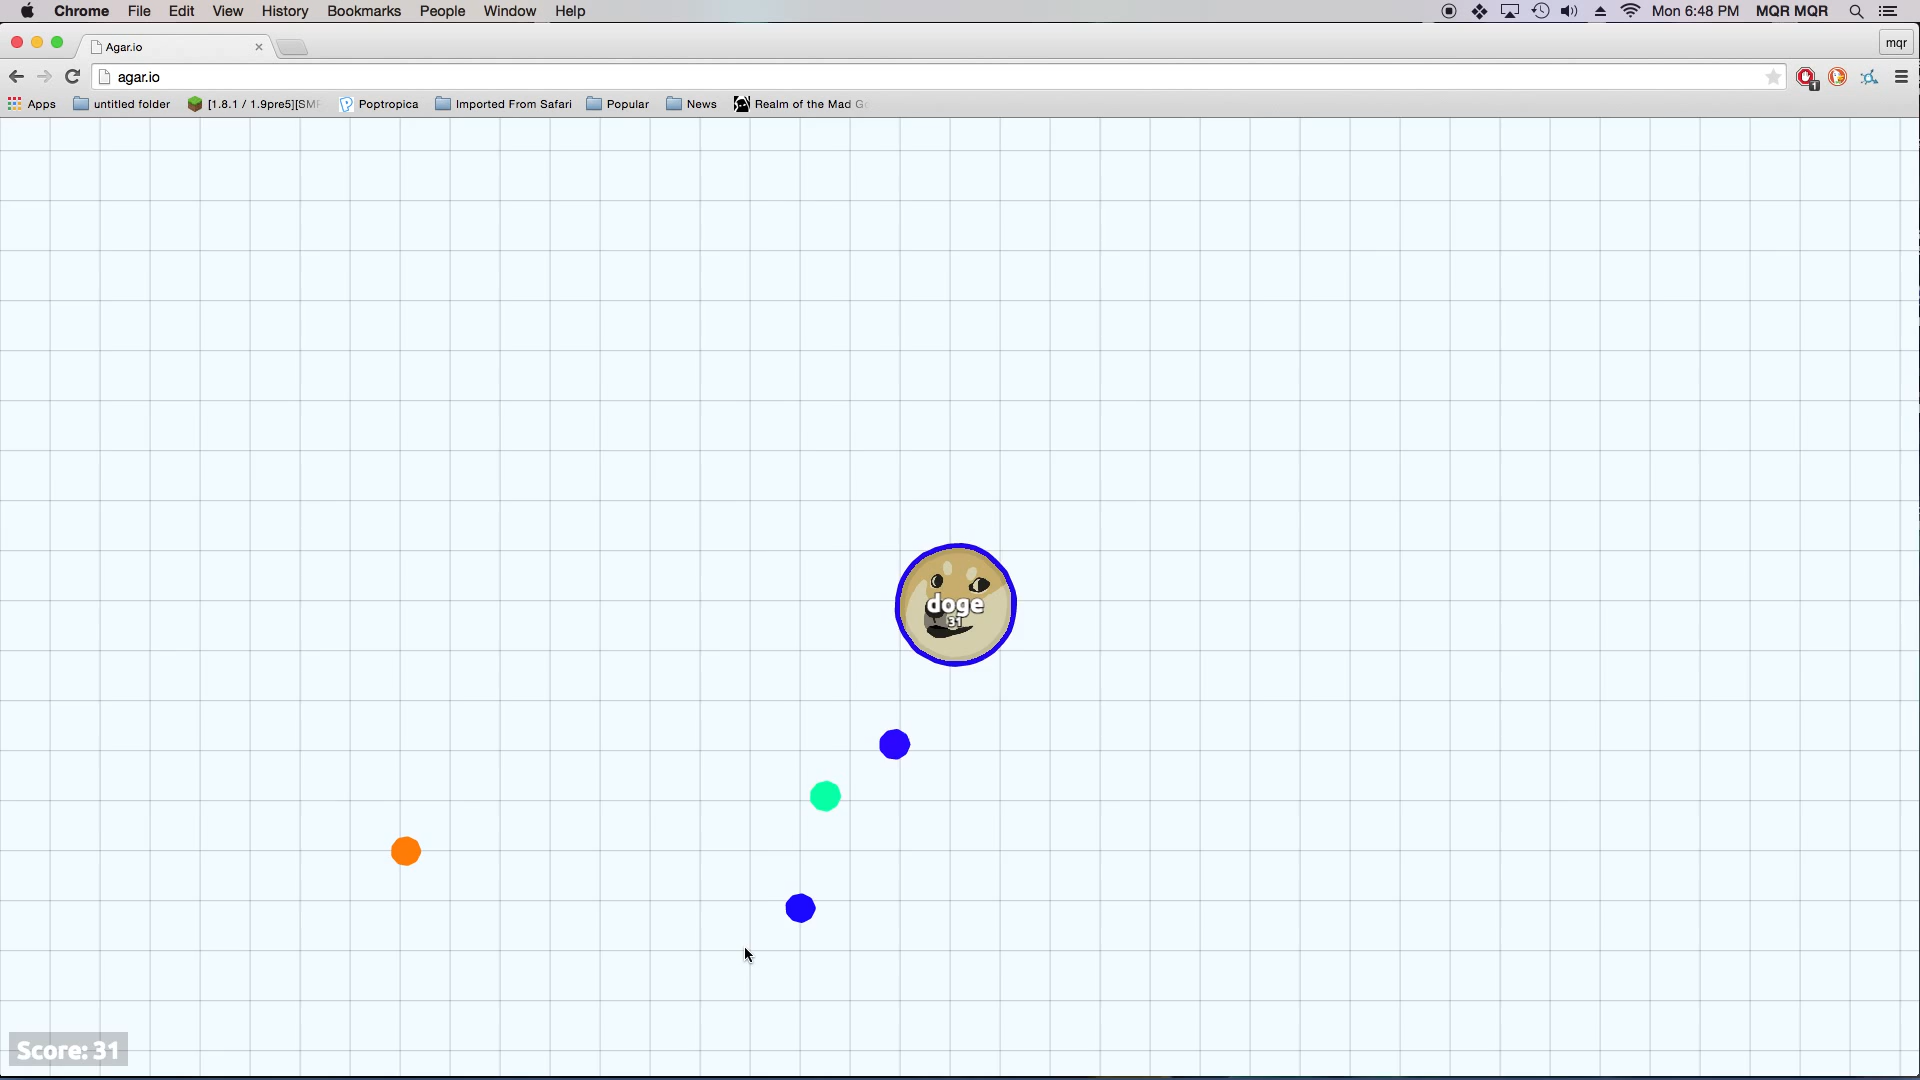 Chrome File Edit View History Bookmarks People Window Help Mon 6:48 PM MQR MQR
Agar.io mqr
agar.io 1
Apps untitled folder [1.8.1 / 1.9pre5][SMP Poptropica Imported From Safari Popular News Realm of the Mad G
doge
31
Score: 31